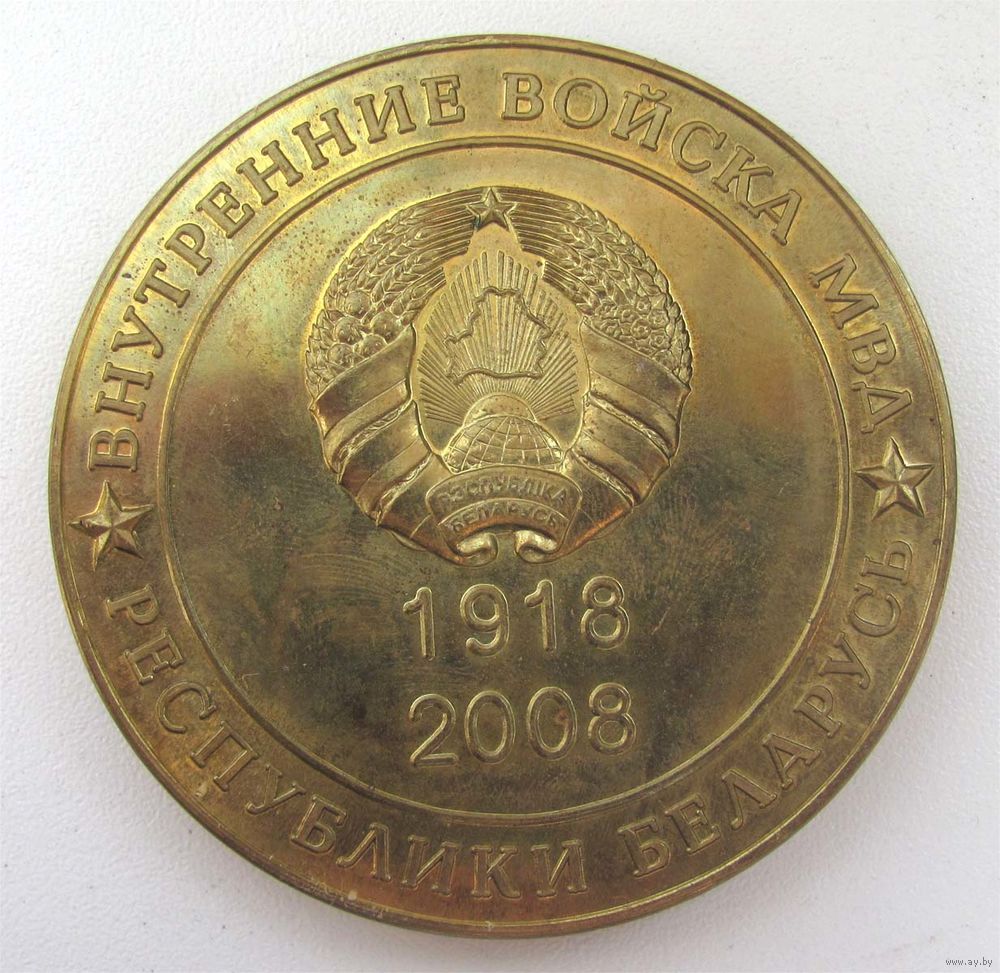 ВНУТРЕННИЕ ВОЙСКА МВД
РЭСПУБЛІКА
БЕЛАРУСЬ
1918
2008
РЕСПУБЛИКИ БЕЛАРУСЬ
www.ay.by